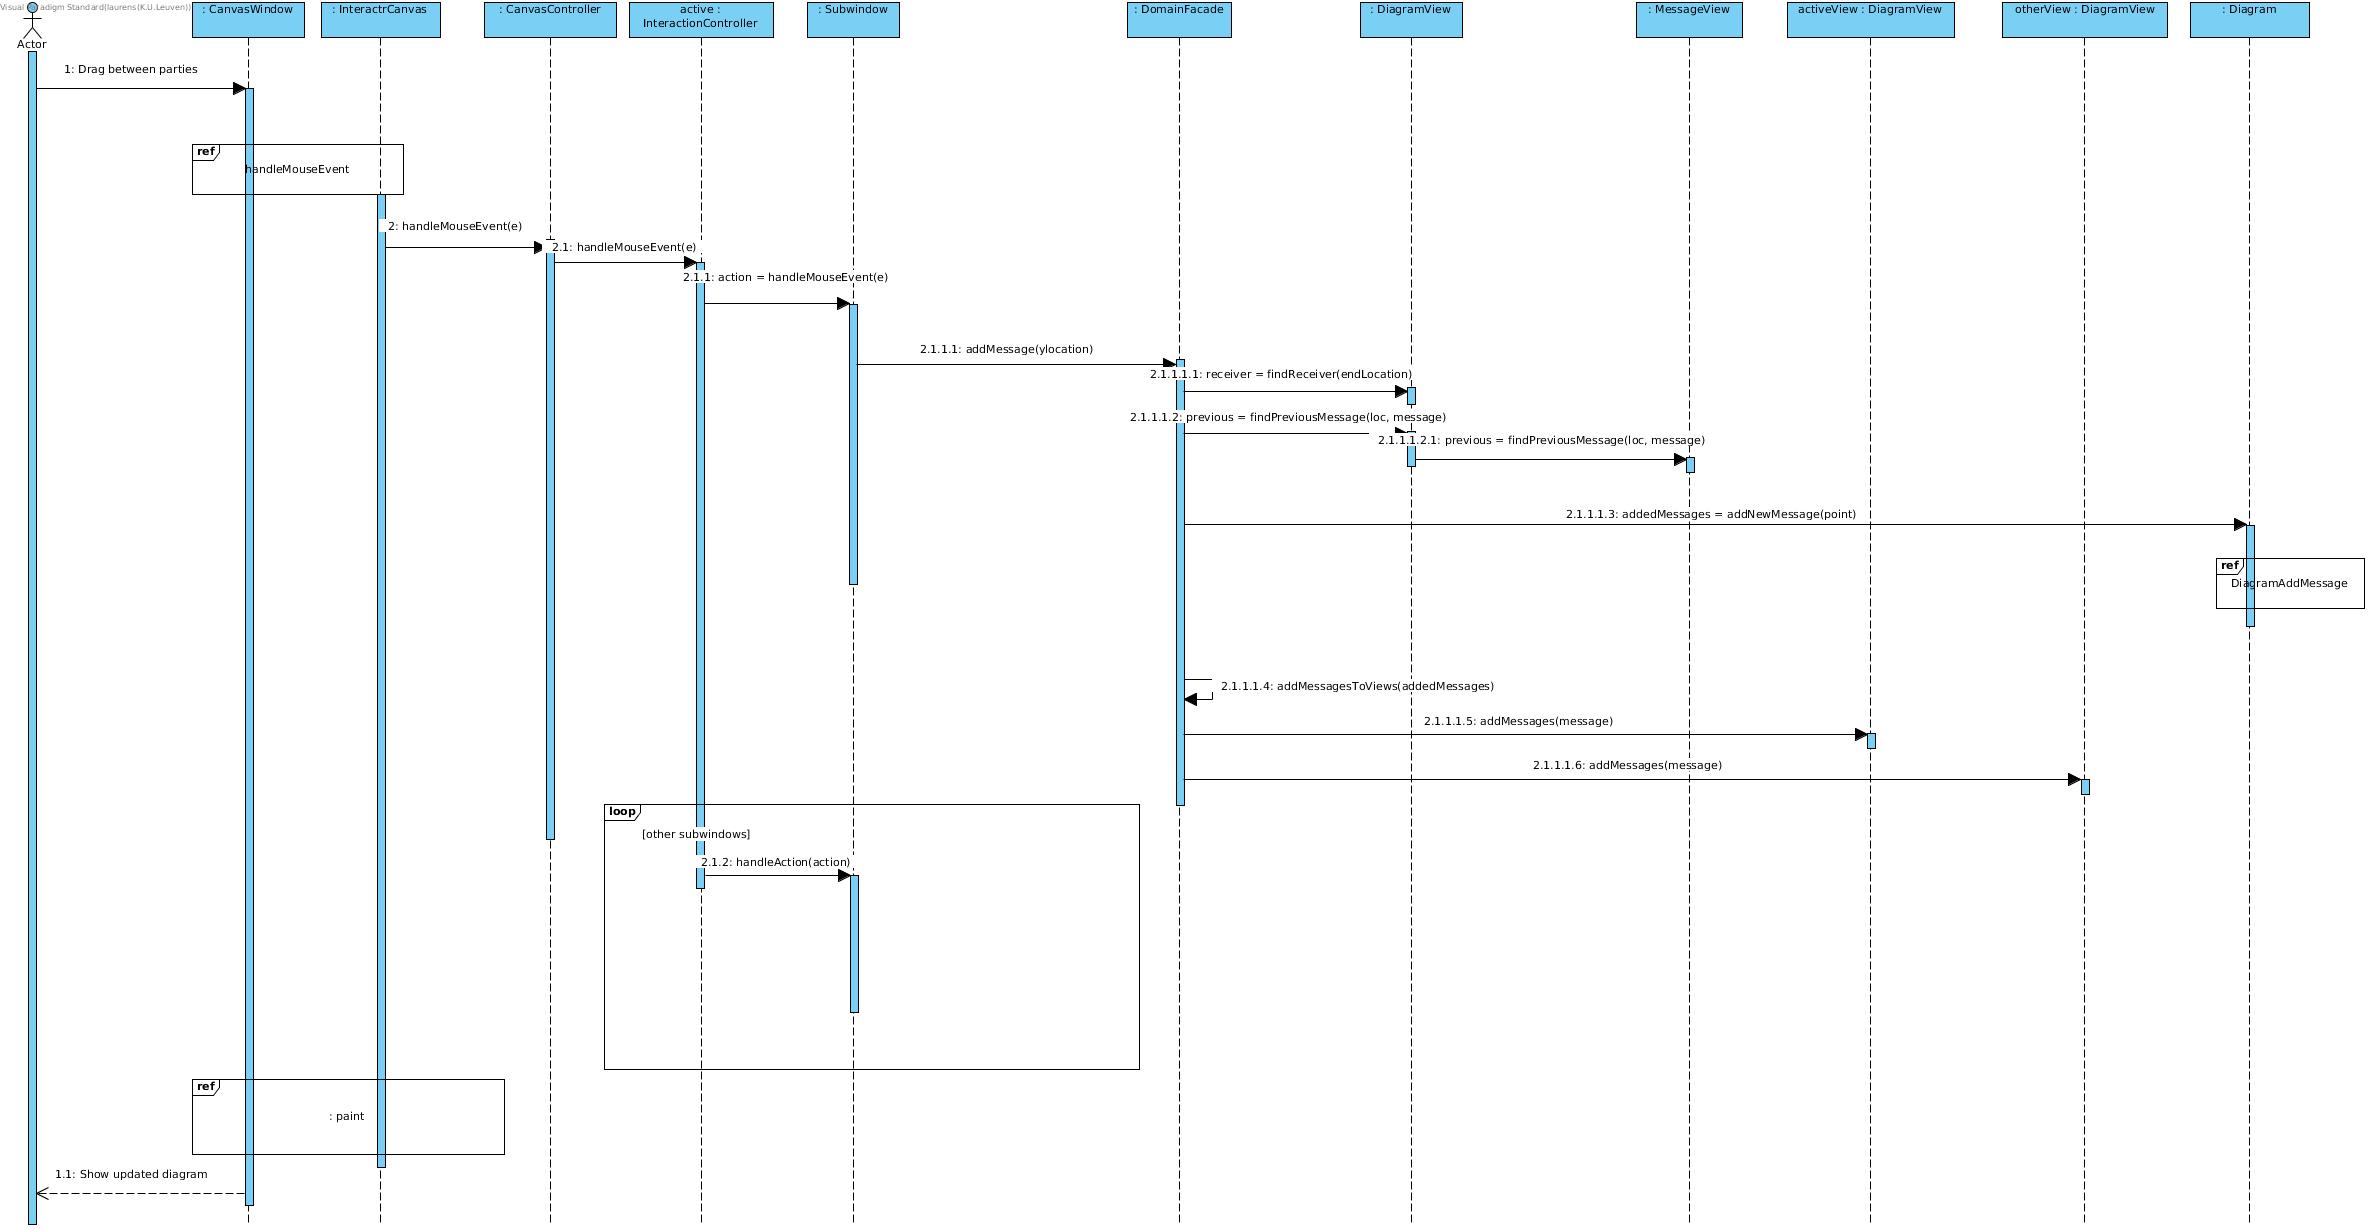 Visual Paradigm Standard(laurens(K.U.Leuven))
Actor
: CanvasWindow
: InteractrCanvas
: CanvasController
active :
InteractionController
: Subwindow
: DomainFacade
: DiagramView
: MessageView
activeView : DiagramView
otherView : DiagramView
: Diagram
1: Drag between parties
ref
handleMouseEvent
2: handleMouseEvent(e)
2.1: handleMouseEvent(e)
2.1.1: action = handleMouseEvent(e)
2.1.1.1: addMessage(ylocation)
2.1.1.1.1: receiver = findReceiver(endLocation)
2.1.1.1.2: previous = findPreviousMessage(loc, message)
2.1.1.1.2.1: previous = findPreviousMessage(loc, message)
2.1.1.1.3: addedMessages = addNewMessage(point)
ref
DiagramAddMessage
2.1.1.1.4: addMessagesToViews(addedMessages)
2.1.1.1.5: addMessages(message)
2.1.1.1.6: addMessages(message)
loop
[other subwindows]
2.1.2: handleAction(action)
ref
: paint
1.1: Show updated diagram